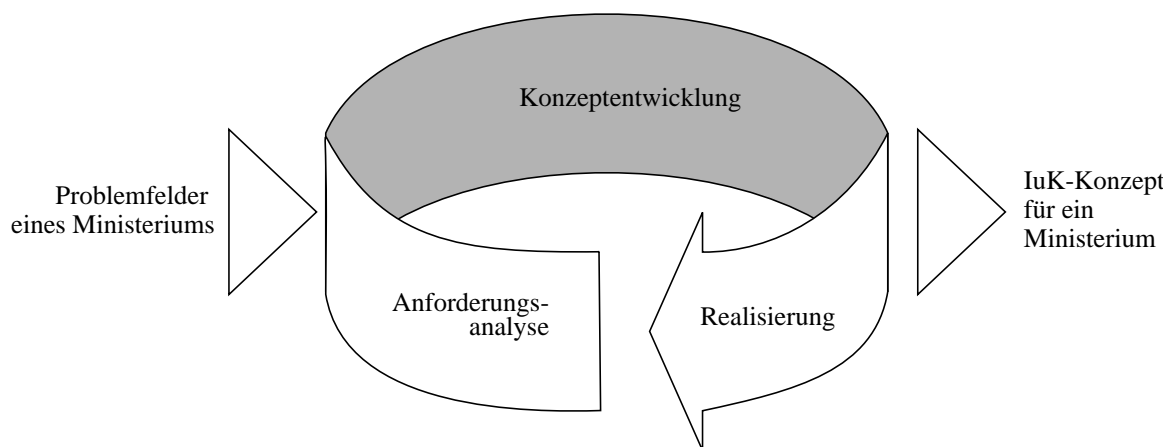 Konzeptentwicklung
Problemfelder
eines Ministeriums
IuK-Konzept
für ein
Ministerium
Anforderungs-
analyse
Realisierung